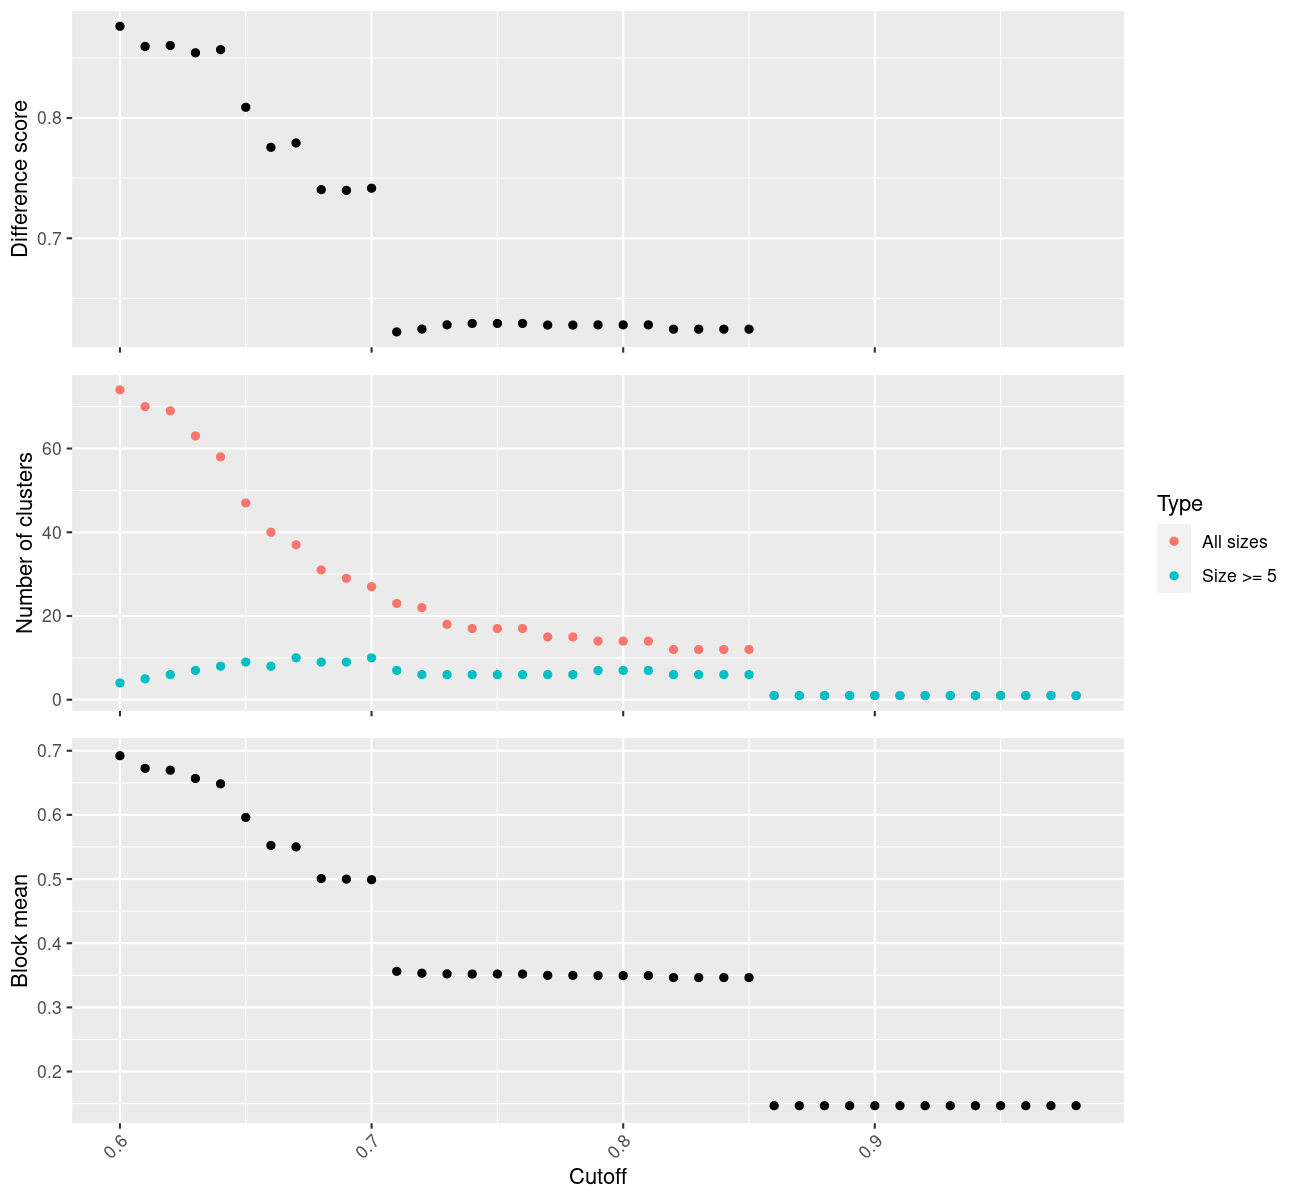 Difference score
0.8
0.7
Number of clusters
60
40
20
0
Type
All sizes
Size >= 5
Block mean
0.7
0.6
0.5
0.4
0.3
0.2
0.6
0.7
0.8
0.9
Cutoff